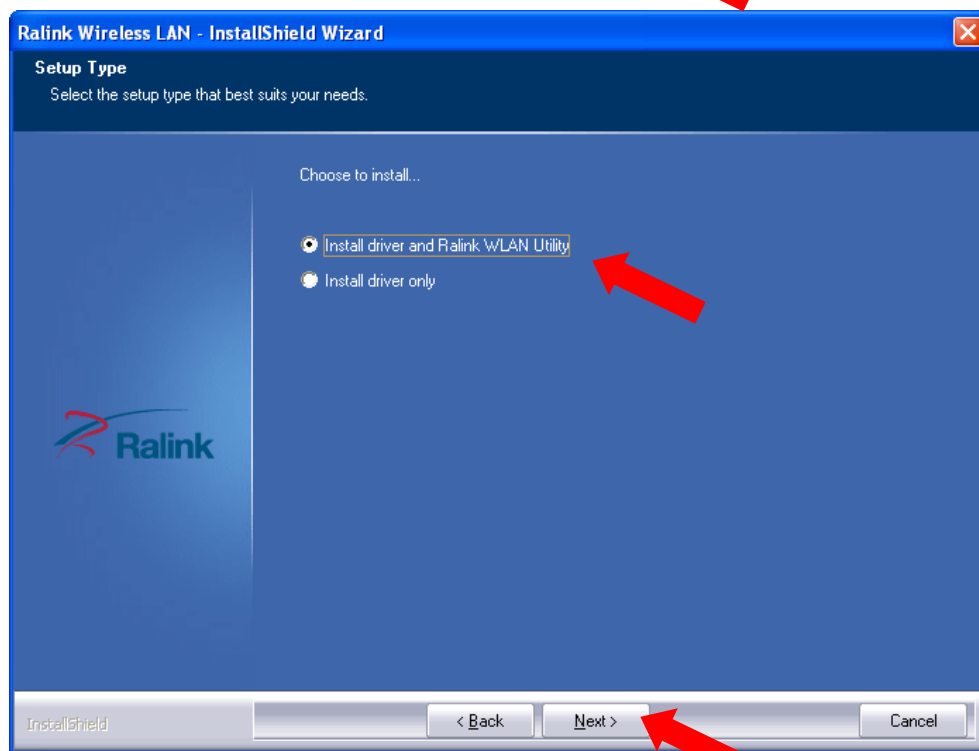 Ralink Wireless LAN - InstallShield Wizard
Setup Type
Select the setup type that best suits your needs.
Choose to install...
Install driver and Ralink WLAN Utility
Install driver only
Ralink
InstallShield
< Back
Next >
Cancel